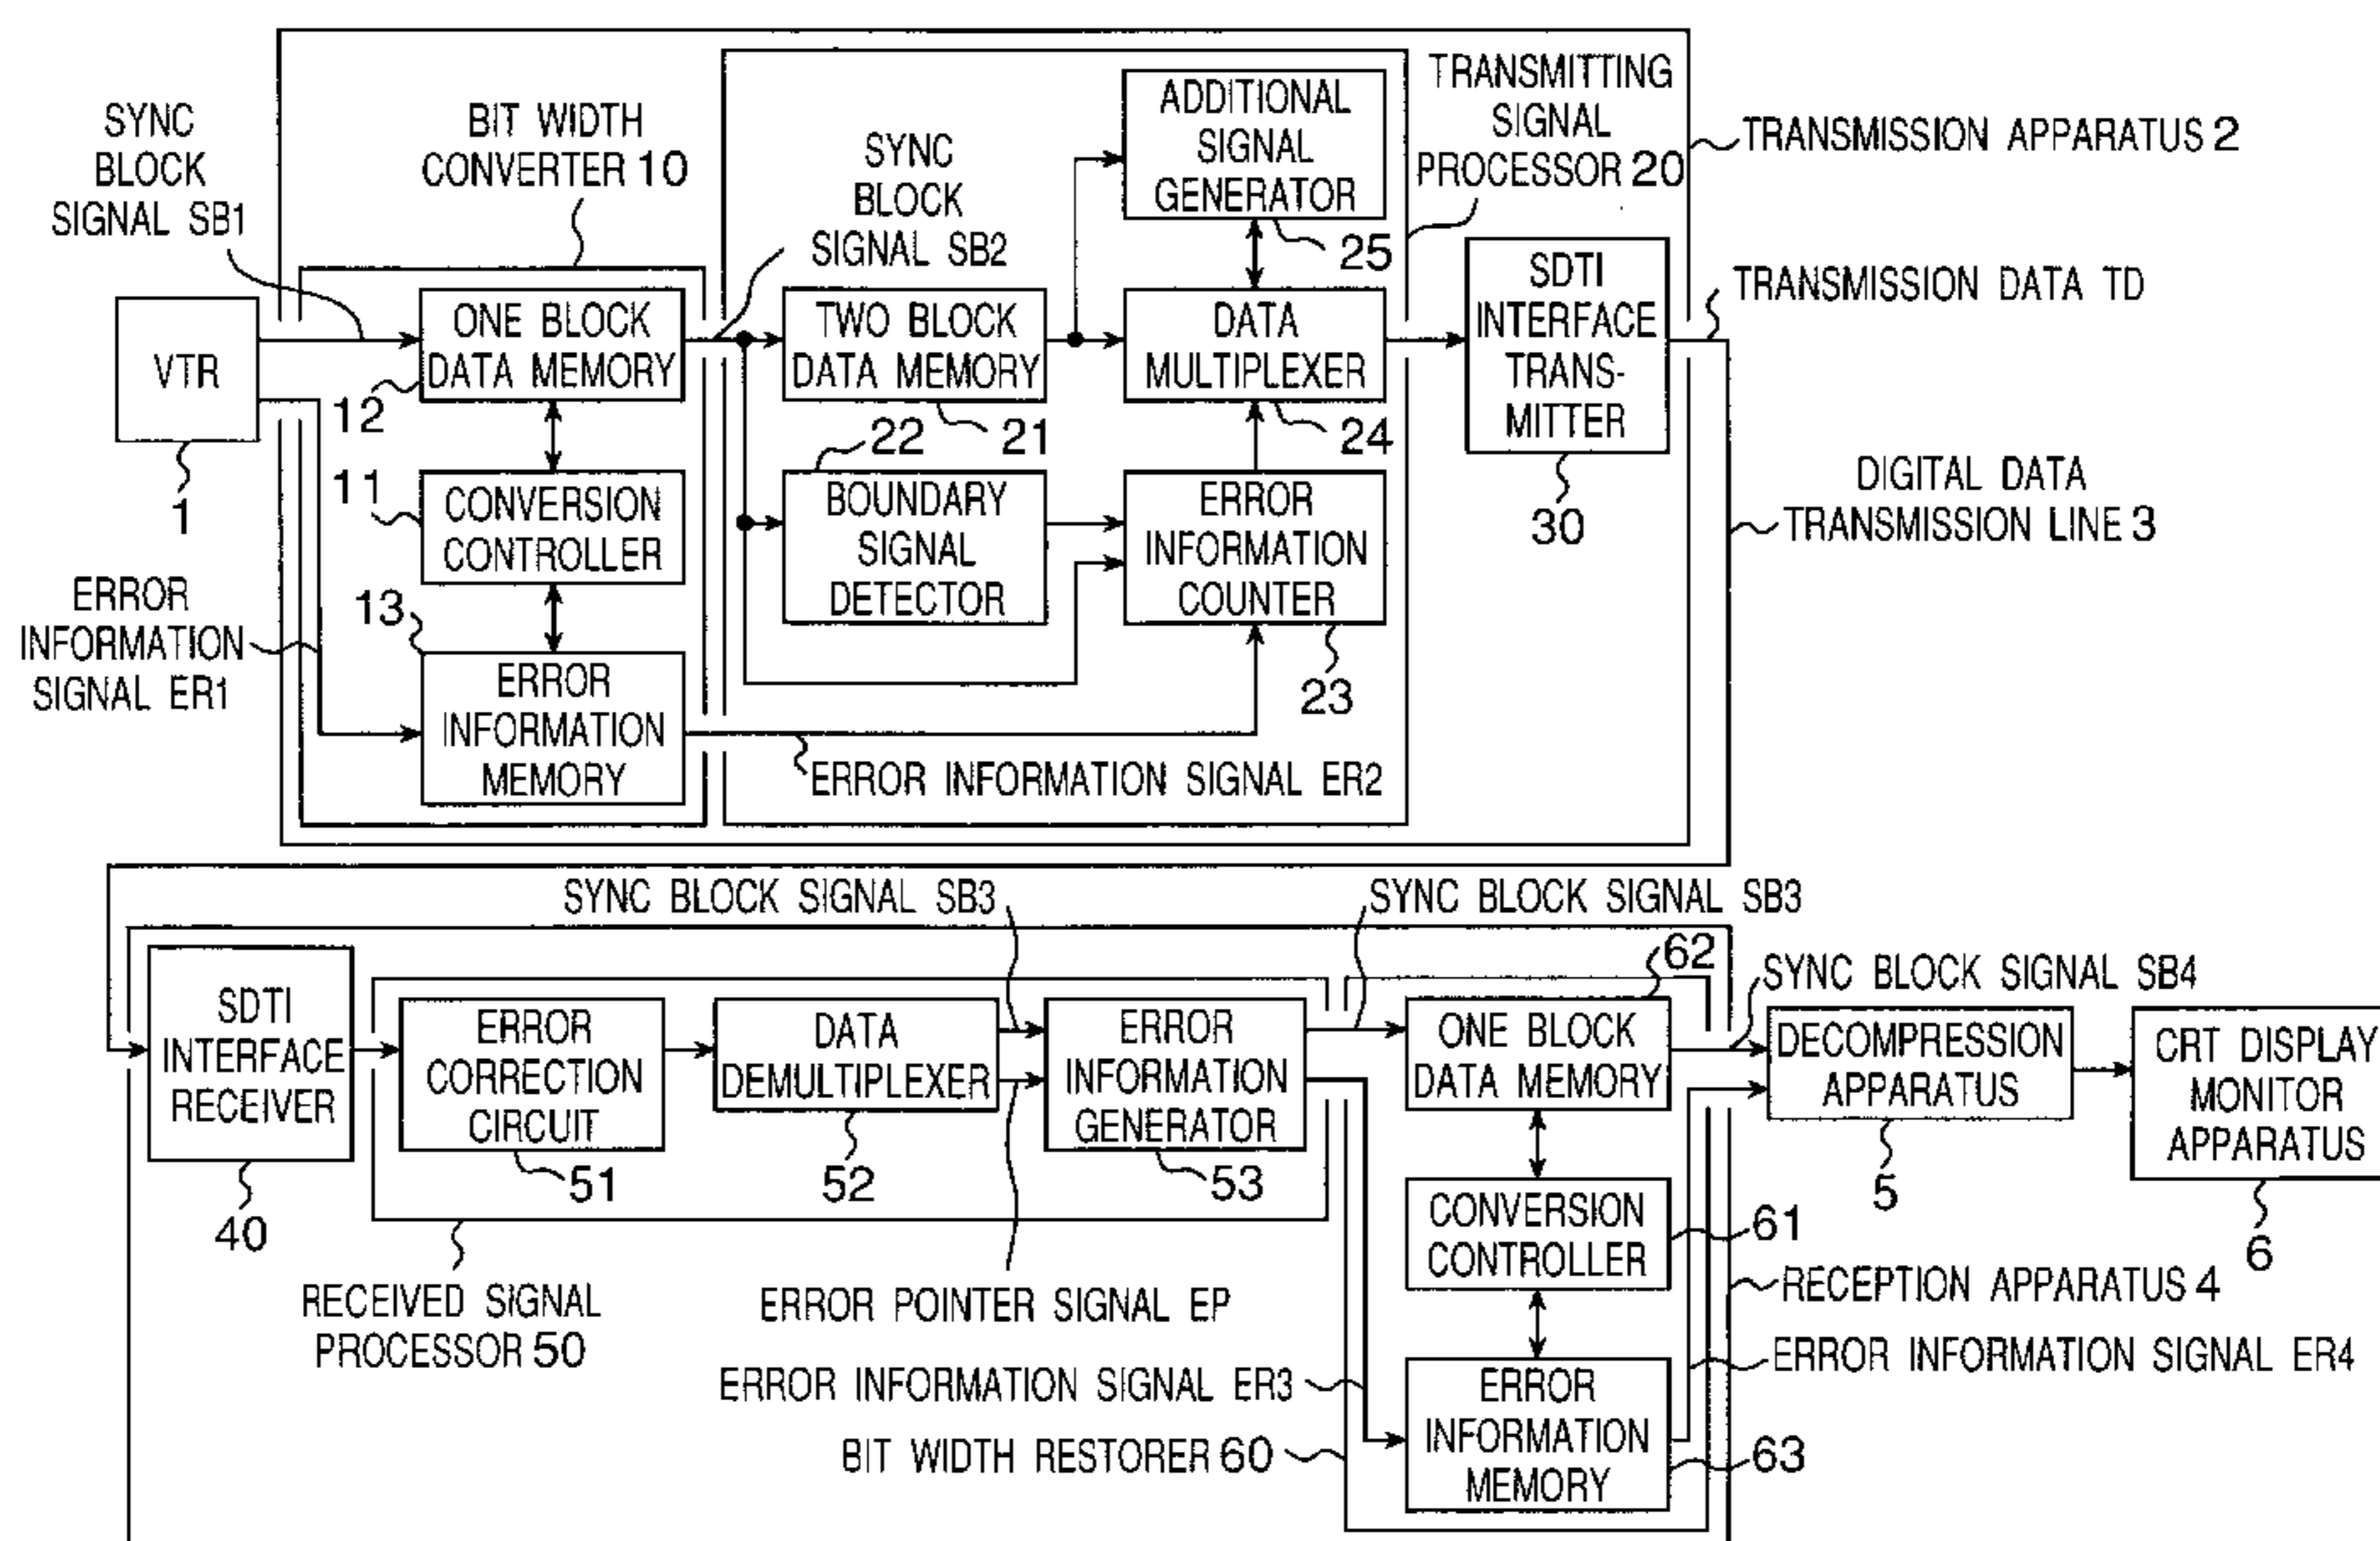 SYNC
BLOCK
SIGNAL SB1
BIT WIDTH
CONVERTER 10
SYNC
BLOCK
SIGNAL SB2
ADDITIONAL
SIGNAL
GENERATOR
25
TRANSMITTING
SIGNAL
PROCESSOR 20
TRANSMISSION APPARATUS 2
VTR
1
ONE BLOCK
DATA MEMORY
12
TWO BLOCK
DATA MEMORY
21
DATA
MULTIPLEXER
24
SDTI
INTERFACE
TRANS-
MITTER
30
TRANSMISSION DATA TD
DIGITAL DATA
TRANSMISSION LINE 3
11
CONVERSION
CONTROLLER
22
BOUNDARY
SIGNAL
DETECTOR
ERROR
INFORMATION
COUNTER
23
ERROR
INFORMATION
SIGNAL ER1
13
ERROR
INFORMATION
MEMORY
ERROR INFORMATION SIGNAL ER2
SYNC BLOCK SIGNAL SB3
SYNC BLOCK SIGNAL SB3
SDTI
INTERFACE
RECEIVER
40
ERROR
CORRECTION
CIRCUIT
51
DATA
DEMULTIPLEXER
52
ERROR
INFORMATION
GENERATOR
53
62
ONE BLOCK
DATA MEMORY
SYNC BLOCK SIGNAL SB4
DECOMPRESSION
APPARATUS
5
CRT DISPLAY
MONITOR
APPARATUS
6
CONVERSION
CONTROLLER
61
RECEIVED SIGNAL
PROCESSOR 50
ERROR POINTER SIGNAL EP
RECEPTION APPARATUS 4
ERROR INFORMATION SIGNAL ER3
ERROR INFORMATION SIGNAL ER4
BIT WIDTH RESTORER 60
ERROR
INFORMATION
MEMORY
63